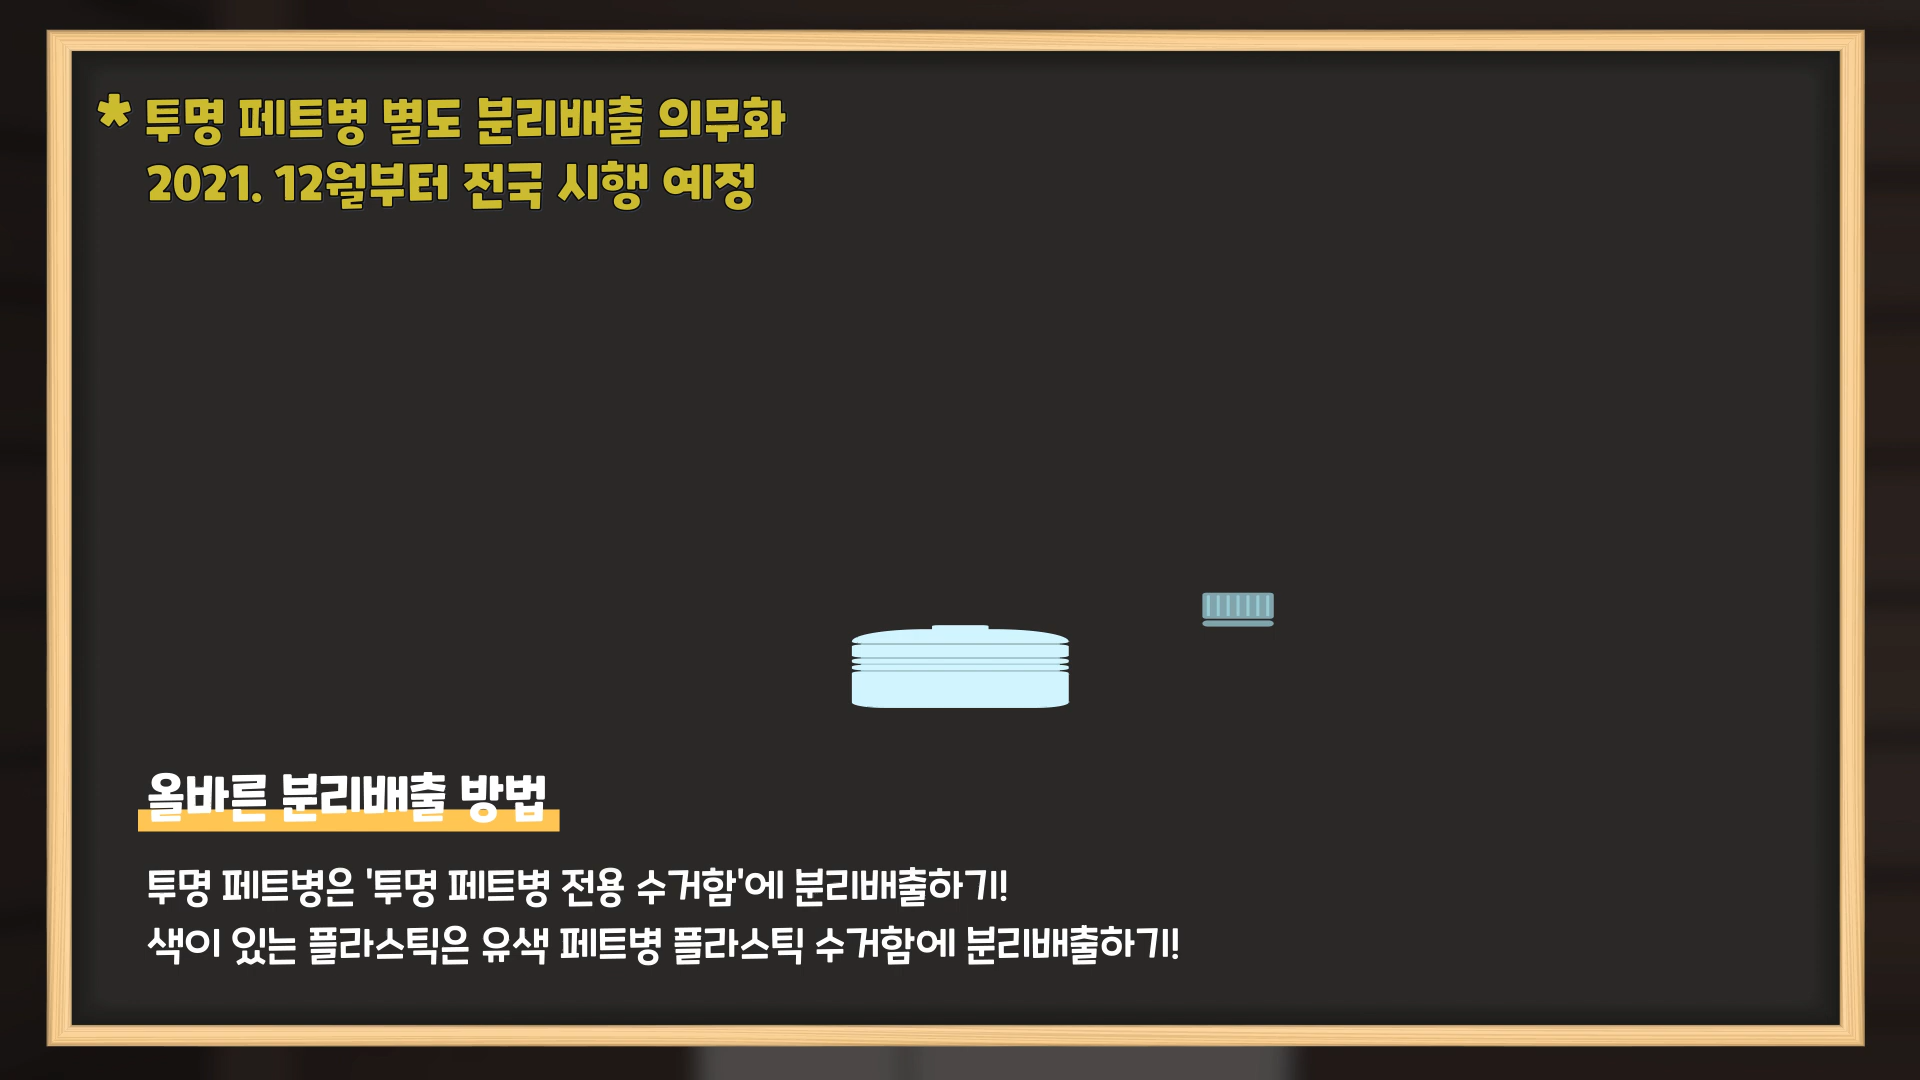 * 투명 페트병 별도 분리배출 의무화
2021. 12월부터 전국 시행 예정
올바른 분리배출 방법
투명 페트병은 '투명 페트병 전용 수거함'에 분리배출하기!
색이 있는 플라스틱은 유색 페트병 플라스틱 수거함에 분리배출하기!